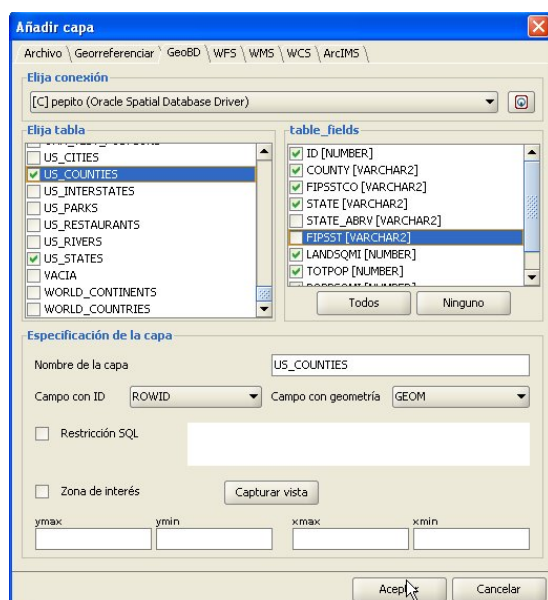 Añadir capa
Archivo \ Georreferenciar \ GeoBD \ WFS \ WMS \ WCS \ ArcIMS \
Elija conexión
[C] pepito (Oracle Spatial Database Driver)
Elija tabla
US_CITIES
US_COUNTIES
US_INTERSTATES
US_PARKS
US_RESTAURANTS
US_RIVERS
US_STATES
VACIA
WORLD_CONTINENTS
WORLD_COUNTRIES
table_fields
ID [NUMBER]
COUNTY [VARCHAR2]
FIPSSTCO [VARCHAR2]
STATE [VARCHAR2]
STATE_ABRV [VARCHAR2]
FIPSST [VARCHAR2]
LANDSQMI [NUMBER]
TOTPOP [NUMBER]
Todos Ninguno
Especificación de la capa
Nombre de la capa US_COUNTIES
Campo con ID ROWID Campo con geometría GEOM
Restricción SQL
Zona de interés Capturar vista
ymax ymin xmax xmin
Aceptar Cancelar